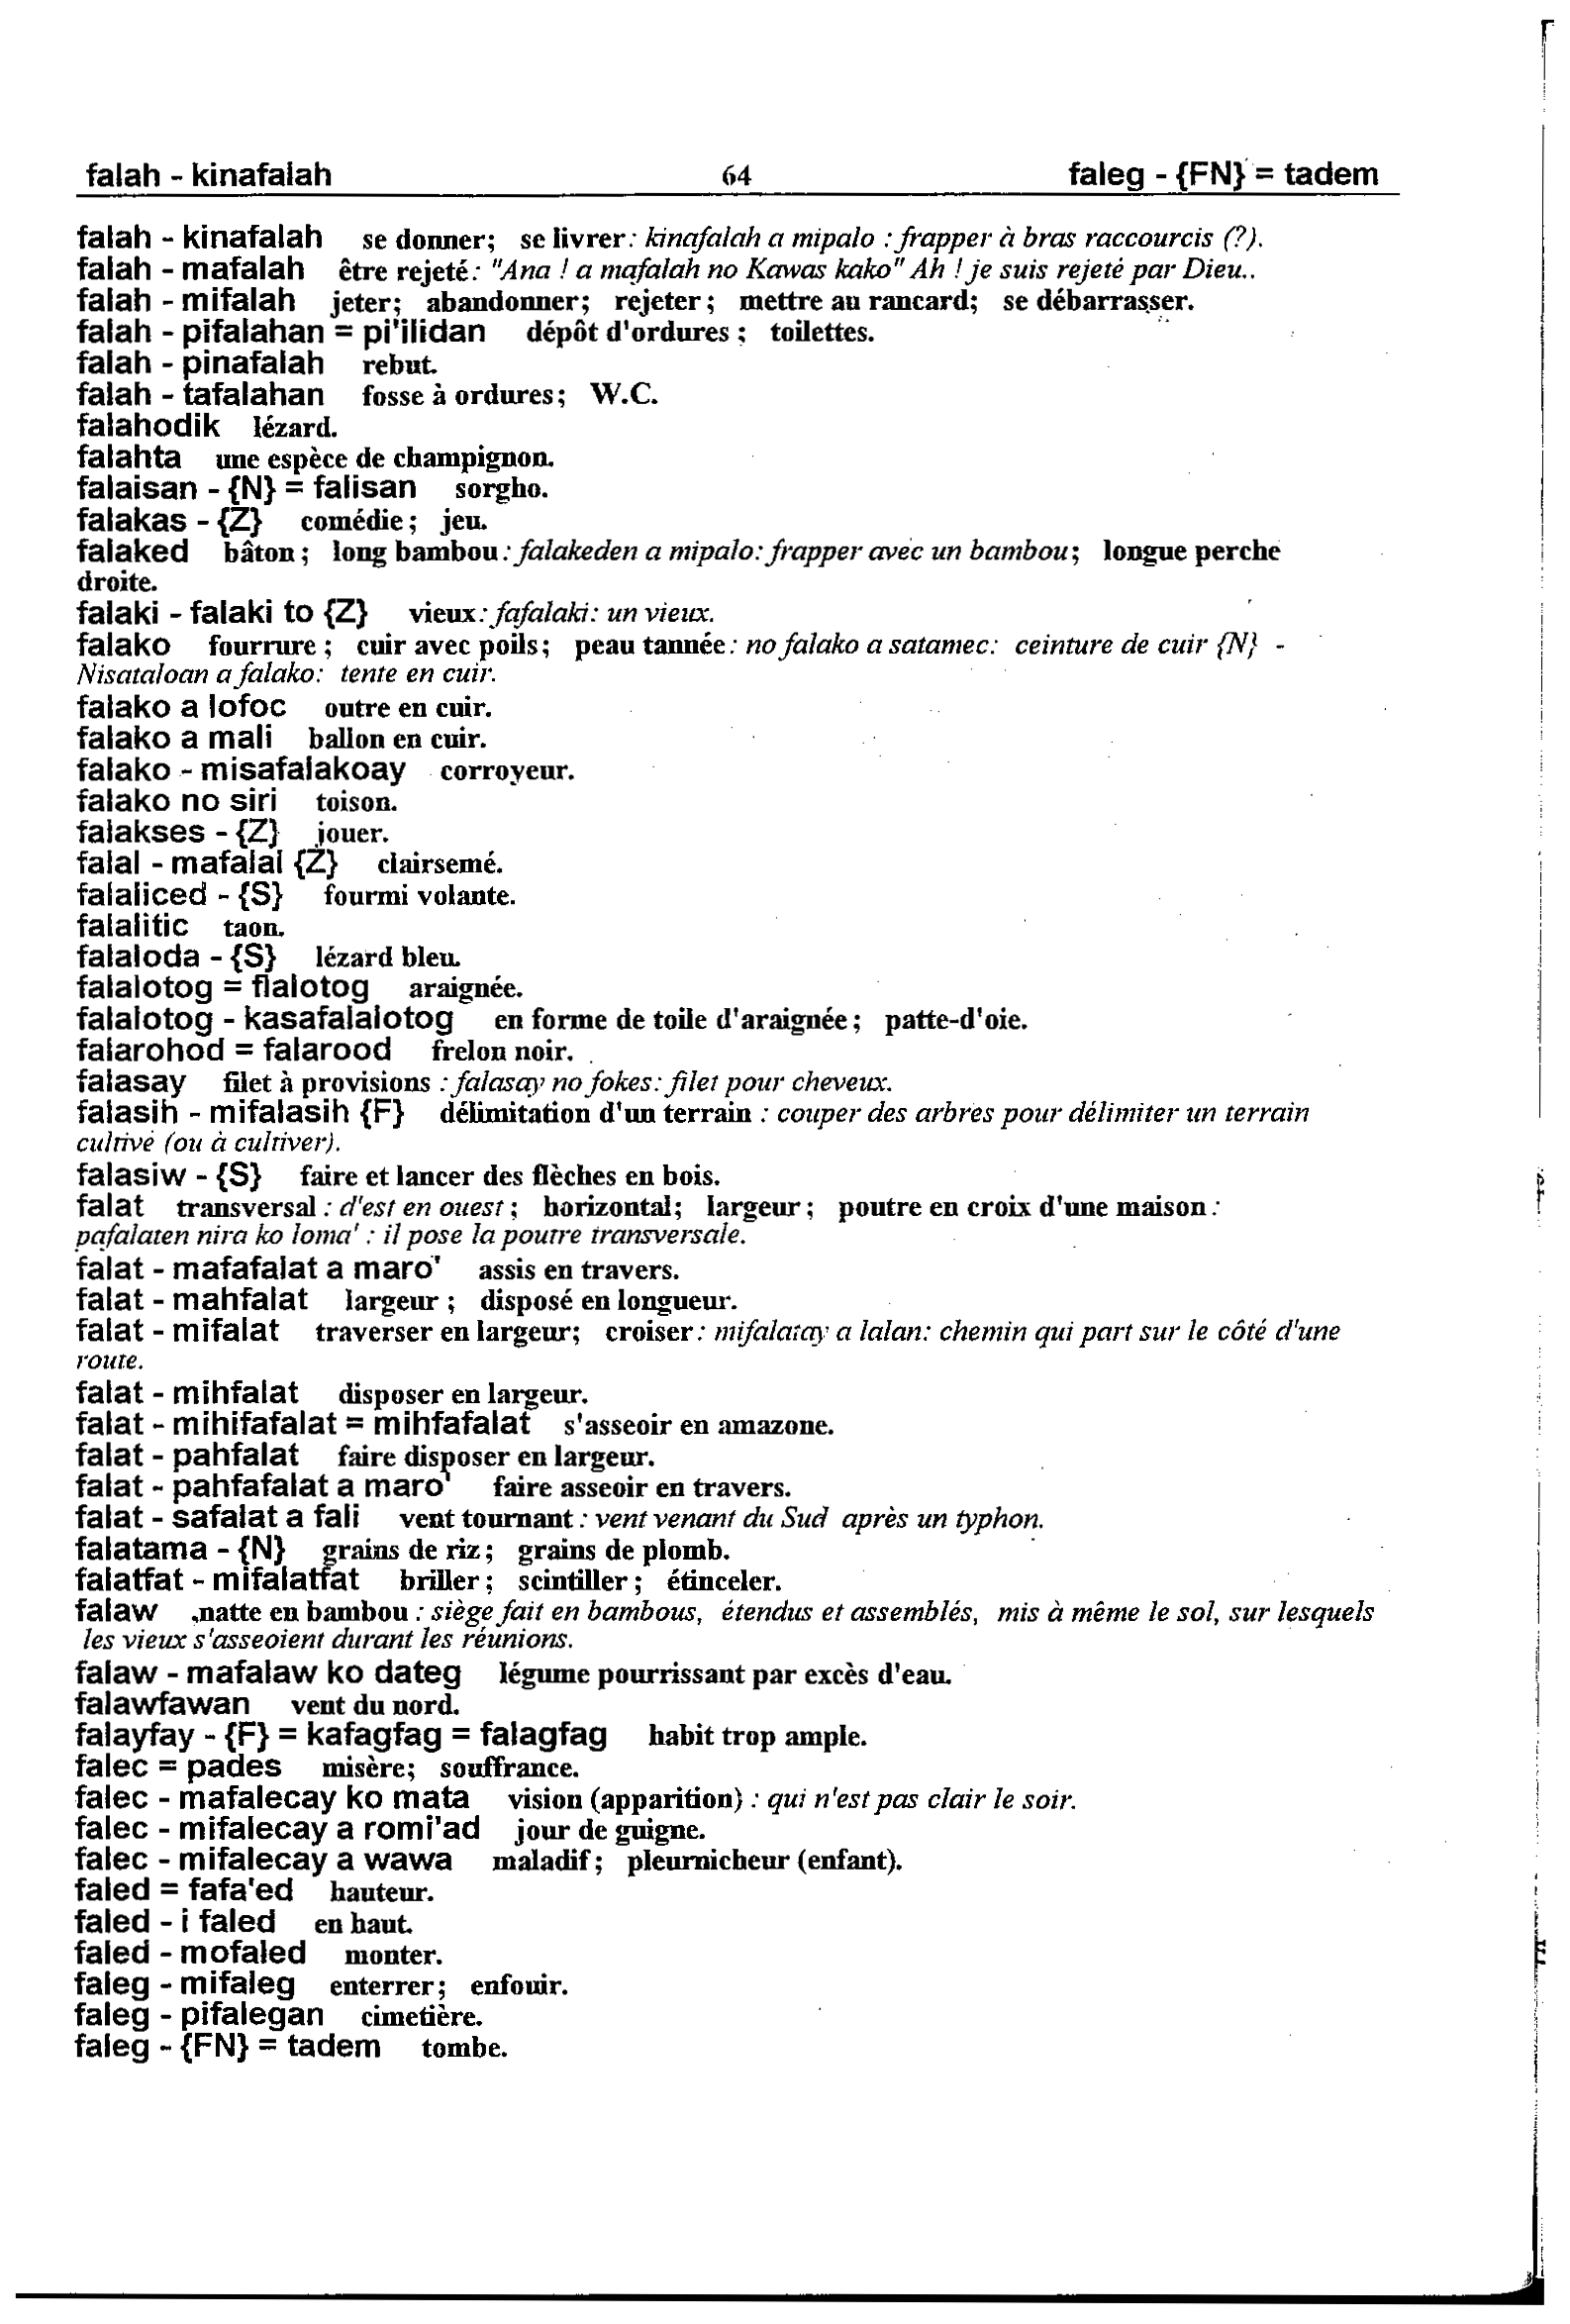 falah - kinafalah 64 faleg - {FN} = tadem
falah - kinafalah se donner; se livrer: kinafalah a mipalo : frapper à bras raccourcis (?).
falah - mafalah être rejeté: "Ana ! a mafalah no Kawas kako" Ah ! je suis rejeté par Dieu..
falah - mifalah jeter; abandonner; rejeter; mettre au rancard; se débarrasser.
falah - pifalahan = pi'ilidan dépôt d'ordures ; toilettes.
falah - pinafalah rebut.
falah - tafalahan fosse à ordures; W.C.
falahodik lézard.
falahta une espèce de champignon.
falaisan - {N} = falisan sorgho.
falakas - {Z} comédie; jeu.
falaked bâton; long bambou: falakeden a mipalo: frapper avec un bambou; longue perche
droite.
falaki - falaki to {Z} vieux: fafalaki: un vieux.
falako fourrure; cuir avec poils; peau tannée: no falako a satamec: ceinture de cuir {N} -
Nisataloan a falako: tente en cuir.
falako a lofoc outre en cuir.
falako a mali ballon en cuir.
falako - misafalakoay corroyeur.
falako no siri toison.
falakses - {Z} jouer.
falal - mafalal {Z} clairsemé.
falaliced - {S} fourmi volante.
falalitic taon.
falaloda - {S} lézard bleu.
falalotog = flalotog araignée.
falalotog - kasafalalotog en forme de toile d'araignée; patte-d'oie.
falarohod = falarood frelon noir.
falasay filet à provisions : falasay no fokes: filet pour cheveux.
falasih - mifalasih {F} délimitation d'un terrain : couper des arbres pour délimiter un terrain
cultivé (ou à cultiver).
falasiw - {S} faire et lancer des flèches en bois.
falat transversal : d'est en ouest; horizontal; largeur; poutre en croix d'une maison:
pafalaten nira ko loma' : il pose la poutre transversale.
falat - mafafalat a maro' assis en travers.
falat - mahfalat largeur ; disposé en longueur.
falat - mifalat traverser en largeur; croiser: mifalatay a lalan: chemin qui part sur le côté d'une
route.
falat - mihfalat disposer en largeur.
falat - mihifafalat = mihfafalat s'asseoir en amazone.
falat - pahfalat faire disposer en largeur.
falat - pahfafalat a maro' faire asseoir en travers.
falat - safalat a fali vent tournant : vent venant du Sud après un typhon.
falatama - {N} grains de riz; grains de plomb.
falatfat - mifalatfat briller; scintiller; étinceler.
falaw natte en bambou : siège fait en bambous, étendus et assemblés, mis à même le sol, sur lesquels
les vieux s'asseoient durant les réunions.
falaw - mafalaw ko dateg légume pourrissant par excès d'eau.
falawfawan vent du nord.
falayfay - {F} = kafagfag = falagfag habit trop ample.
falec = pades misère; souffrance.
falec - mafalecay ko mata vision (apparition) : qui n'est pas clair le soir.
falec - mifalecay a romi'ad jour de guigne.
falec - mifalecay a wawa maladif; pleurnicheur (enfant).
faled = fafa'ed hauteur.
faled - i faled en haut.
faled - mofaled monter.
faleg - mifaleg enterrer; enfouir.
faleg - pifalegan cimetière.
faleg - {FN} = tadem tombe.